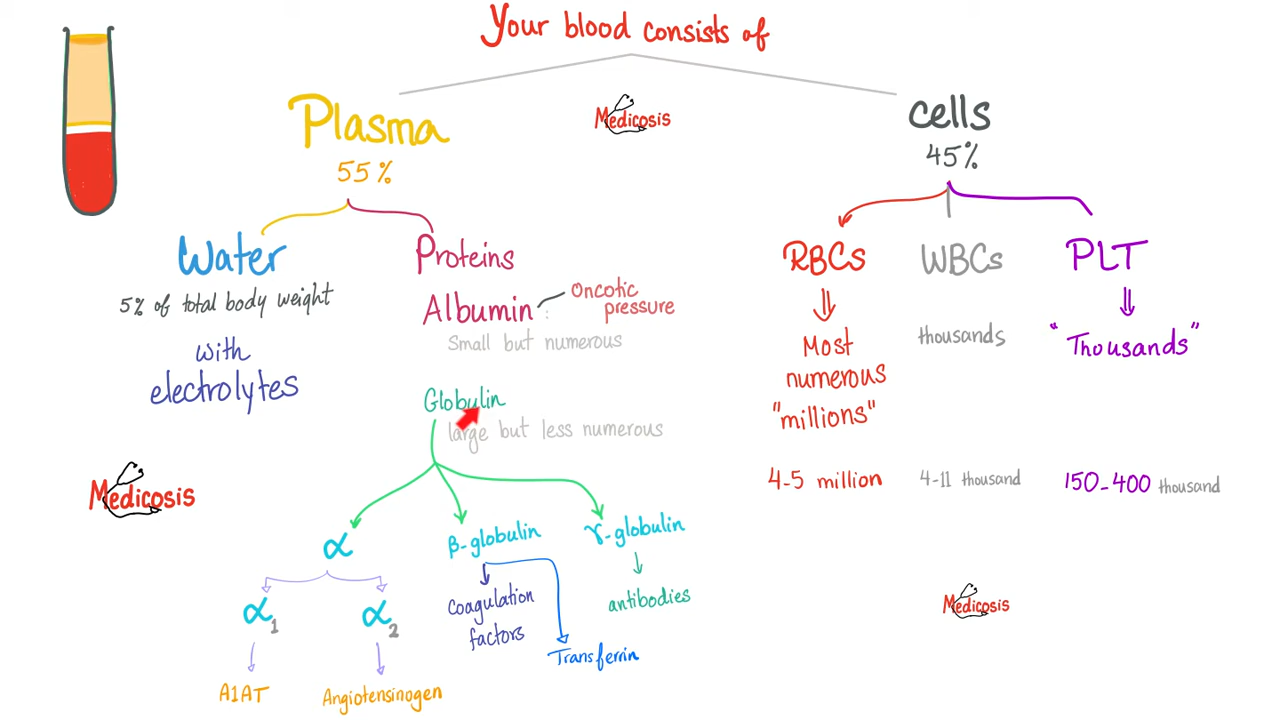 Your blood consists of
Plasma
55%
Medicosis
cells
45%
Water
5% of total body weight
with
electrolytes
Proteins
Albumin
Oncotic
pressure
Small but numerous
Globulin
large but less numerous
α
α1
A1AT
α2
Angiotensinogen
β-globulin
Coagulation
factors
Transferrin
γ-globulin
antibodies
Medicosis
RBCs
Most
numerous
"millions"
4-5 million
WBCs
thousands
4-11 thousand
PLT
"Thousands"
150-400 thousand
Medicosis